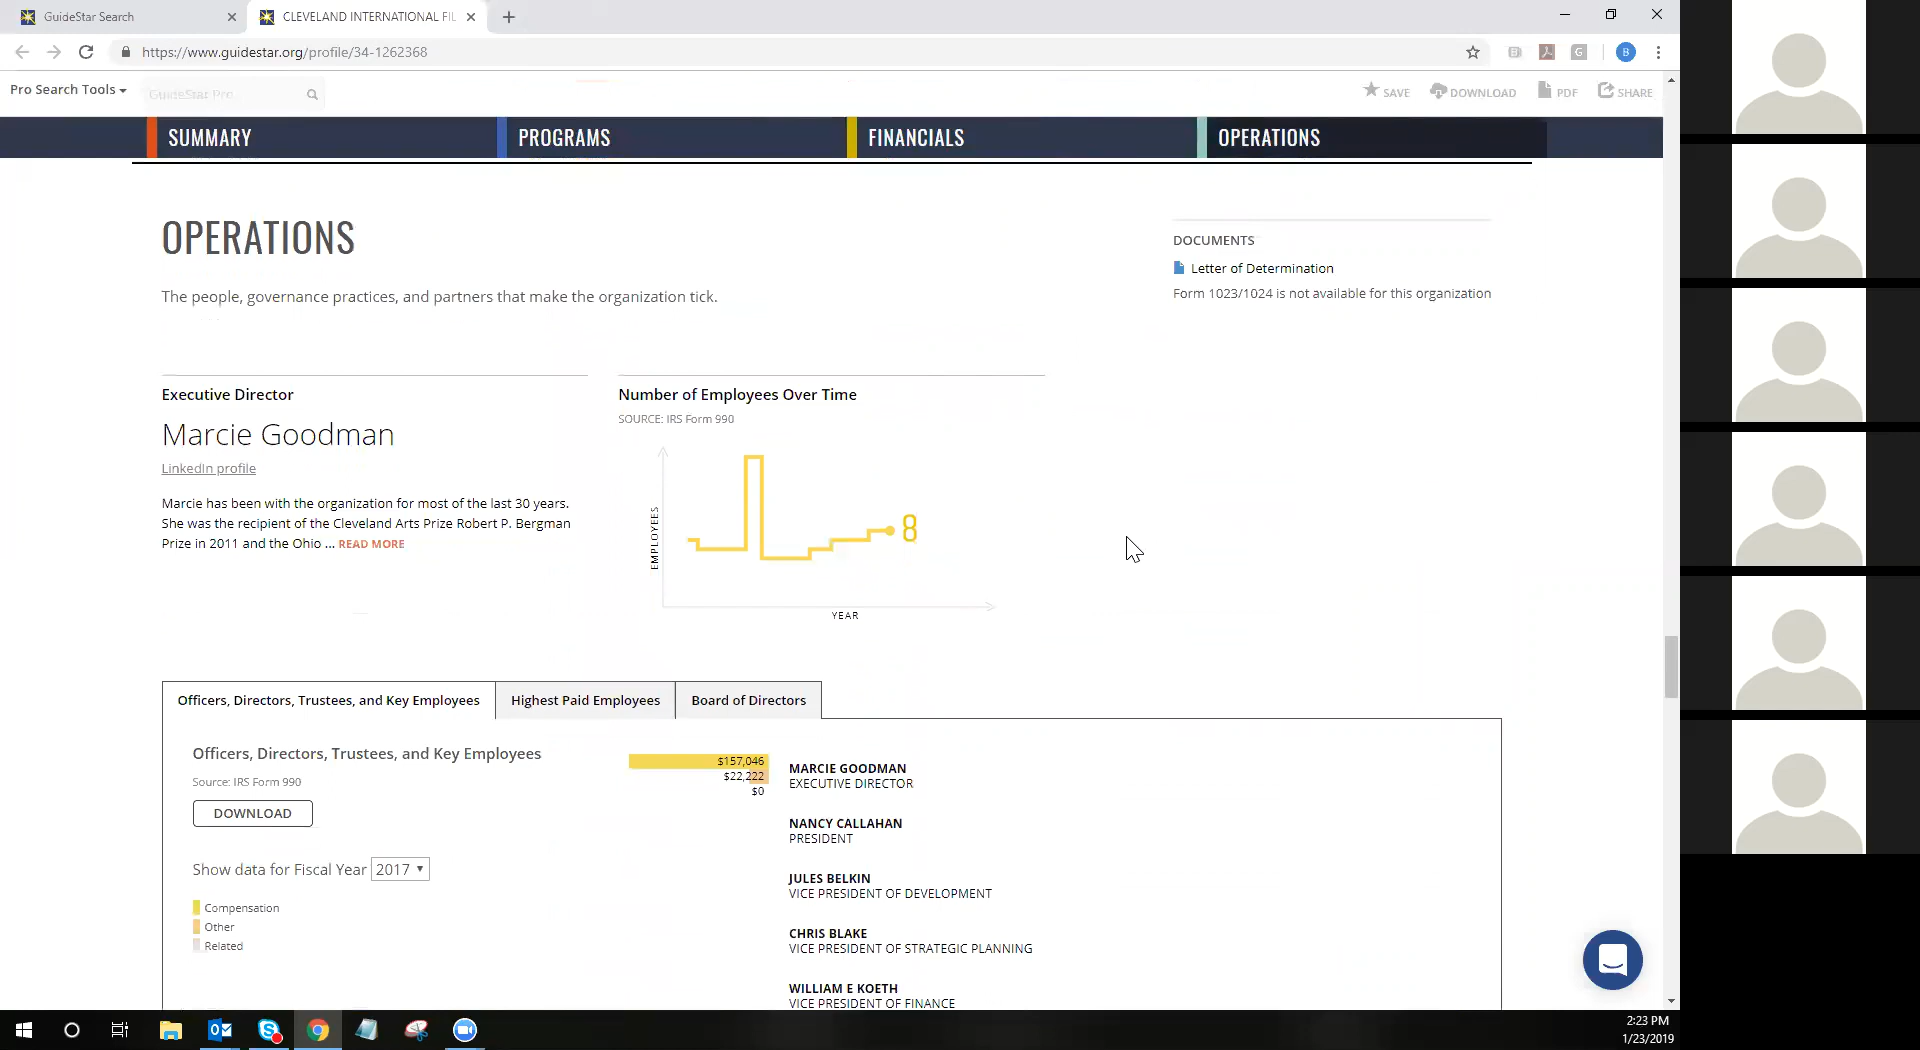 GuideStar Search
CLEVELAND INTERNATIONAL FIL
https://www.guidestar.org/profile/34-1262368
B
Pro Search Tools
GuideStar Pro
SAVE
DOWNLOAD
PDF
SHARE
SUMMARY
PROGRAMS
FINANCIALS
OPERATIONS
OPERATIONS
The people, governance practices, and partners that make the organization tick.
DOCUMENTS
Letter of Determination
Form 1023/1024 is not available for this organization
Executive Director
Marcie Goodman
LinkedIn profile
Marcie has been with the organization for most of the last 30 years.
She was the recipient of the Cleveland Arts Prize Robert P. Bergman
Prize in 2011 and the Ohio ... READ MORE
Number of Employees Over Time
SOURCE: IRS Form 990
EMPLOYEES
8
YEAR
Officers, Directors, Trustees, and Key Employees
Highest Paid Employees
Board of Directors
Officers, Directors, Trustees, and Key Employees
Source: IRS Form 990
DOWNLOAD
Show data for Fiscal Year 2017
Compensation
Other
Related
$157,046
$22,222
$0
MARCIE GOODMAN
EXECUTIVE DIRECTOR
NANCY CALLAHAN
PRESIDENT
JULES BELKIN
VICE PRESIDENT OF DEVELOPMENT
CHRIS BLAKE
VICE PRESIDENT OF STRATEGIC PLANNING
WILLIAM E KOETH
VICE PRESIDENT OF FINANCE
2:23 PM
1/23/2019